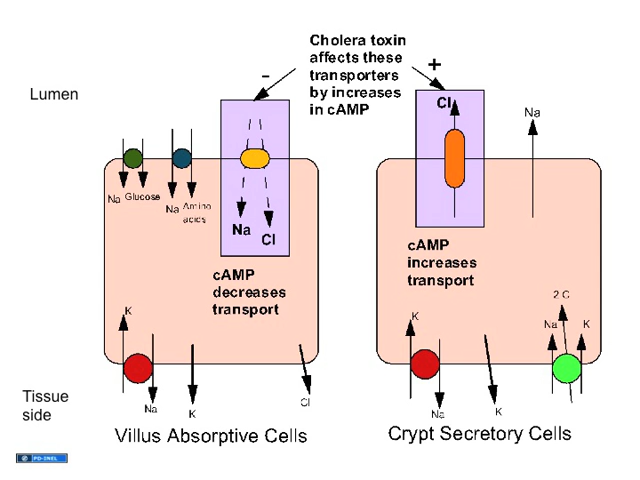 Cholera toxin
affects these
transporters
by increases
in cAMP
-
+
Lumen
Cl
Na
Na
Glucose
Na
Amino
acids
Na
Cl
cAMP
decreases
transport
cAMP
increases
transport
2 C
K
K
Na
K
Na
K
Cl
Na
K
Tissue
side
Villus Absorptive Cells
Crypt Secretory Cells
PD-INEL